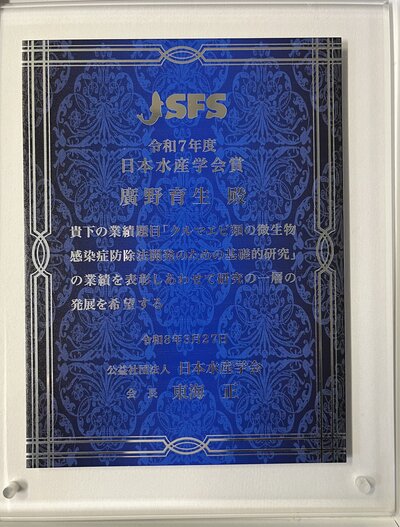 JSFS
令和7年度
日本水産学会賞
廣野育生 殿
貴下の業績題目「クルマエビ類の微生物
感染症防除法開発のための基礎的研究」
の業績を表彰しあわせて研究の一層の
発展を希望する
令和8年3月27日
公益社団法人 日本水産学会
会長 東海 正